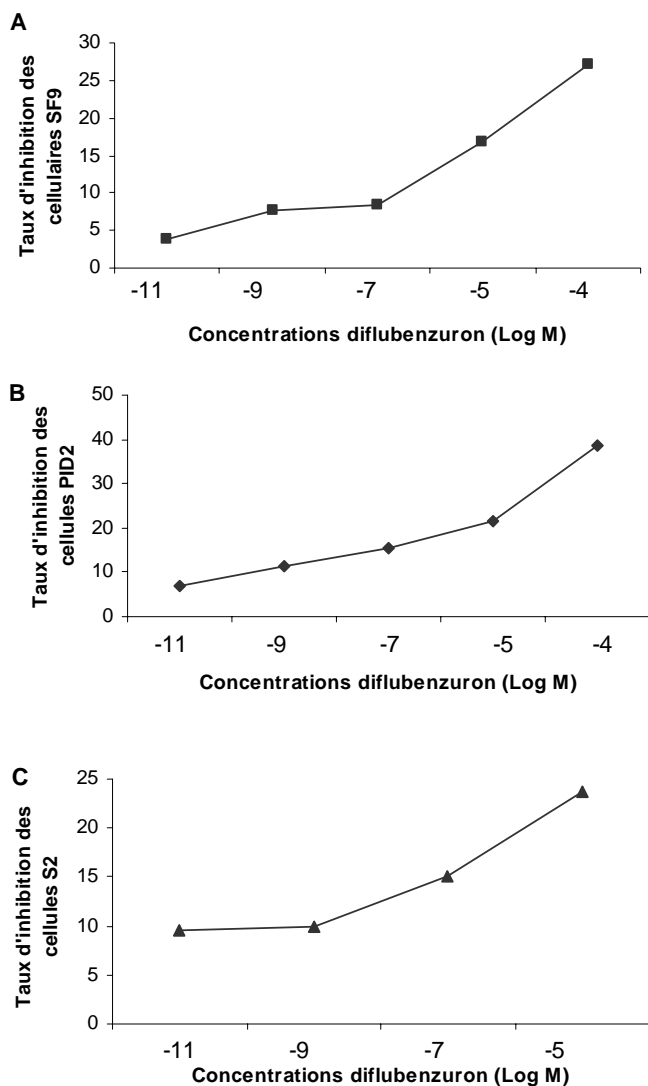 A
Taux d'inhibition des
cellulaires SF9
30
25
20
15
10
5
0
-11 -9 -7 -5 -4
Concentrations diflubenzuron (Log M)
B
Taux d'inhibition des
cellules PID2
50
40
30
20
10
0
-11 -9 -7 -5 -4
Concentrations diflubenzuron (Log M)
C
Taux d'inhibition des
cellules S2
25
20
15
10
5
0
-11 -9 -7 -5
Concentrations diflubenzuron (Log M)